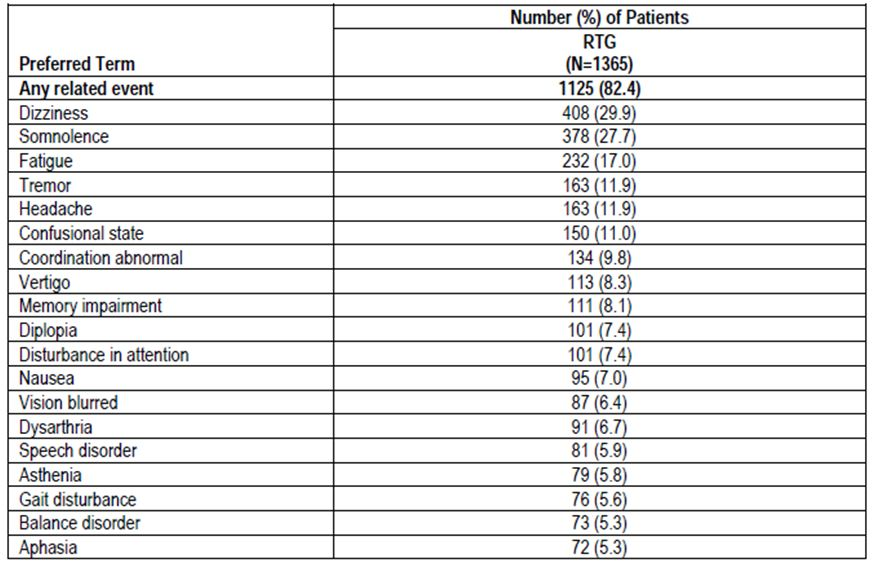 Number (%) of Patients
Preferred Term
RTG
(N=1365)
Any related event 1125 (82.4)
Dizziness 408 (29.9)
Somnolence 378 (27.7)
Fatigue 232 (17.0)
Tremor 163 (11.9)
Headache 163 (11.9)
Confusional state 150 (11.0)
Coordination abnormal 134 (9.8)
Vertigo 113 (8.3)
Memory impairment 111 (8.1)
Diplopia 101 (7.4)
Disturbance in attention 101 (7.4)
Nausea 95 (7.0)
Vision blurred 87 (6.4)
Dysarthria 91 (6.7)
Speech disorder 81 (5.9)
Asthenia 79 (5.8)
Gait disturbance 76 (5.6)
Balance disorder 73 (5.3)
Aphasia 72 (5.3)